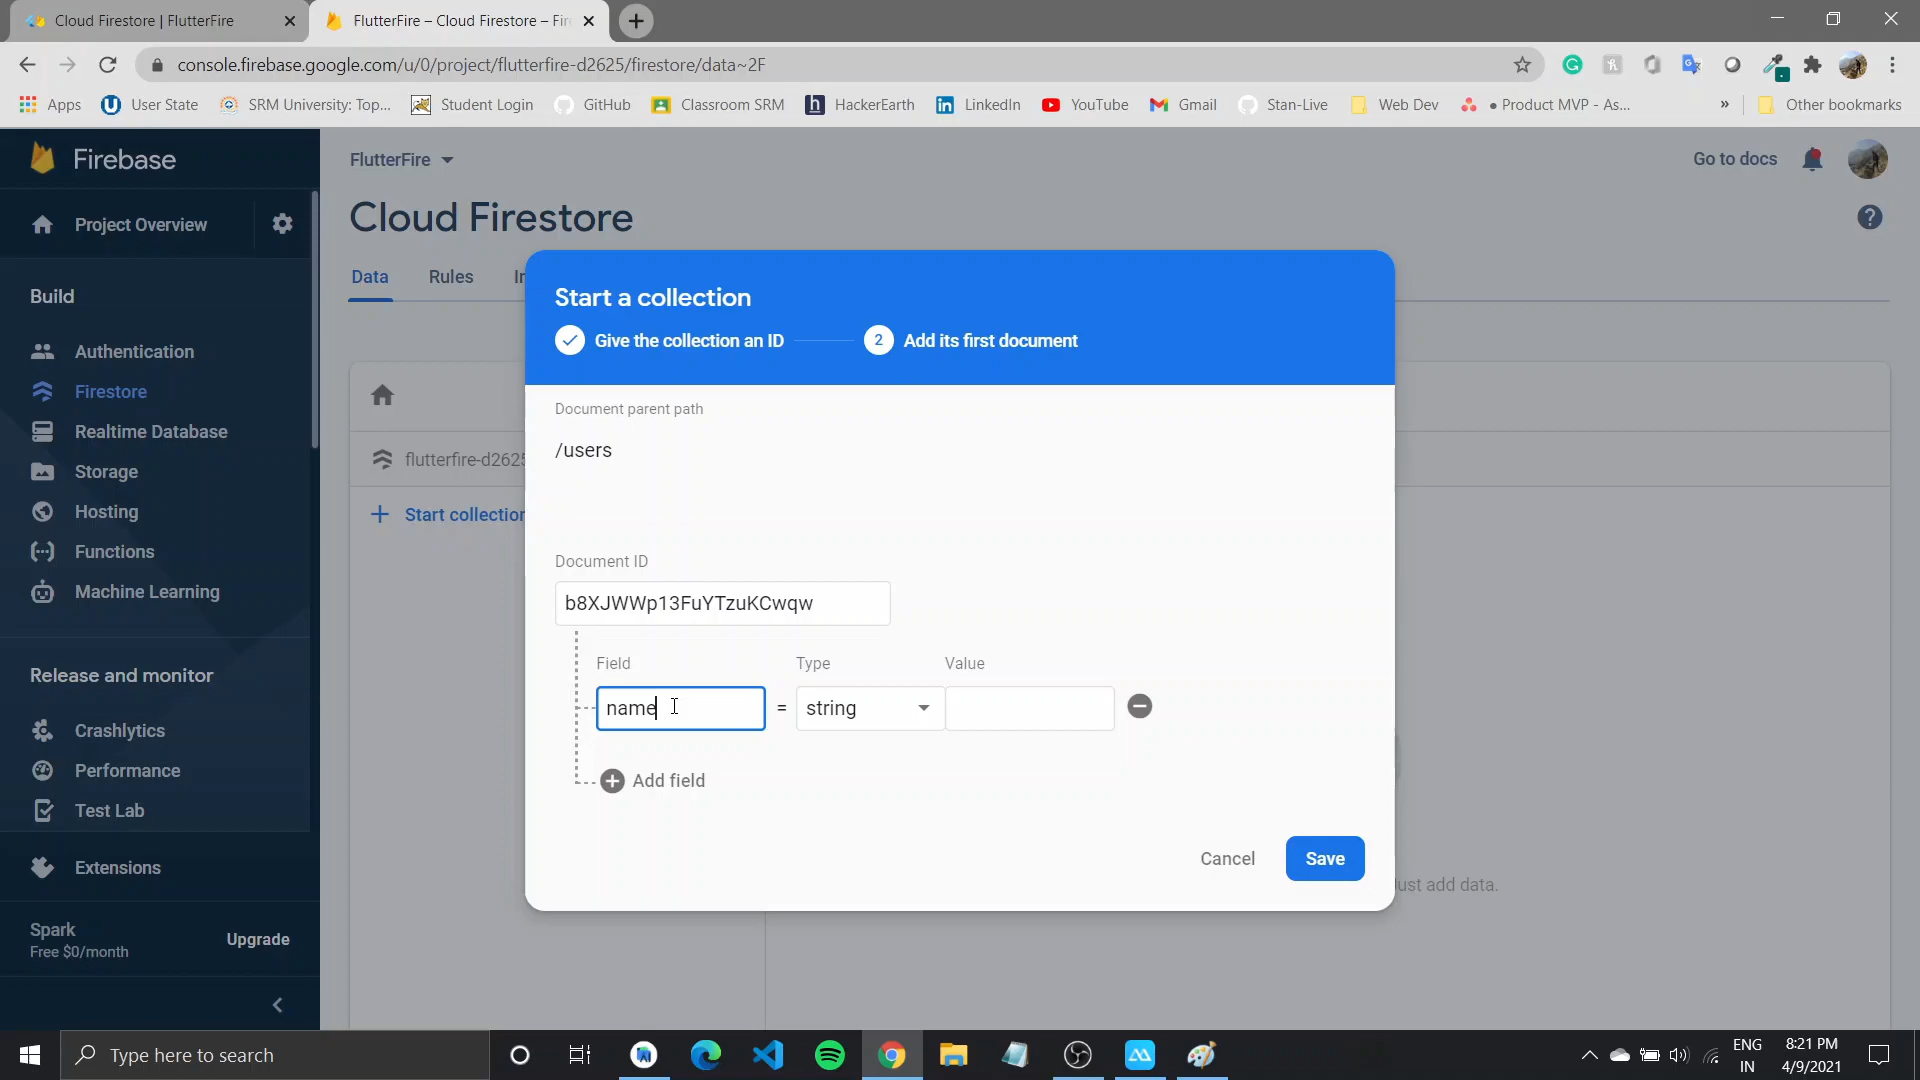 Cloud Firestore | FlutterFire
FlutterFire – Cloud Firestore – Fir
console.firebase.google.com/u/0/project/flutterfire-d2625/firestore/data~2F
Apps
User State
SRM University: Top...
Student Login
GitHub
Classroom SRM
HackerEarth
LinkedIn
YouTube
Gmail
Stan-Live
Web Dev
● Product MVP - As...
»
Other bookmarks
Firebase
FlutterFire
Go to docs
Project Overview
Cloud Firestore
Data
Rules
Build
Authentication
Firestore
Realtime Database
Storage
Hosting
Functions
Machine Learning
Release and monitor
Crashlytics
Performance
Test Lab
Extensions
Spark
Free $0/month
Upgrade
flutterfire-d2625
Start collection
Start a collection
Give the collection an ID
2
Add its first document
Document parent path
/users
Document ID
b8XJWWp13FuYTzuKCwqw
Field
Type
Value
name
=
string
Add field
Cancel
Save
Just add data.
Type here to search
ENG
IN
8:21 PM
4/9/2021